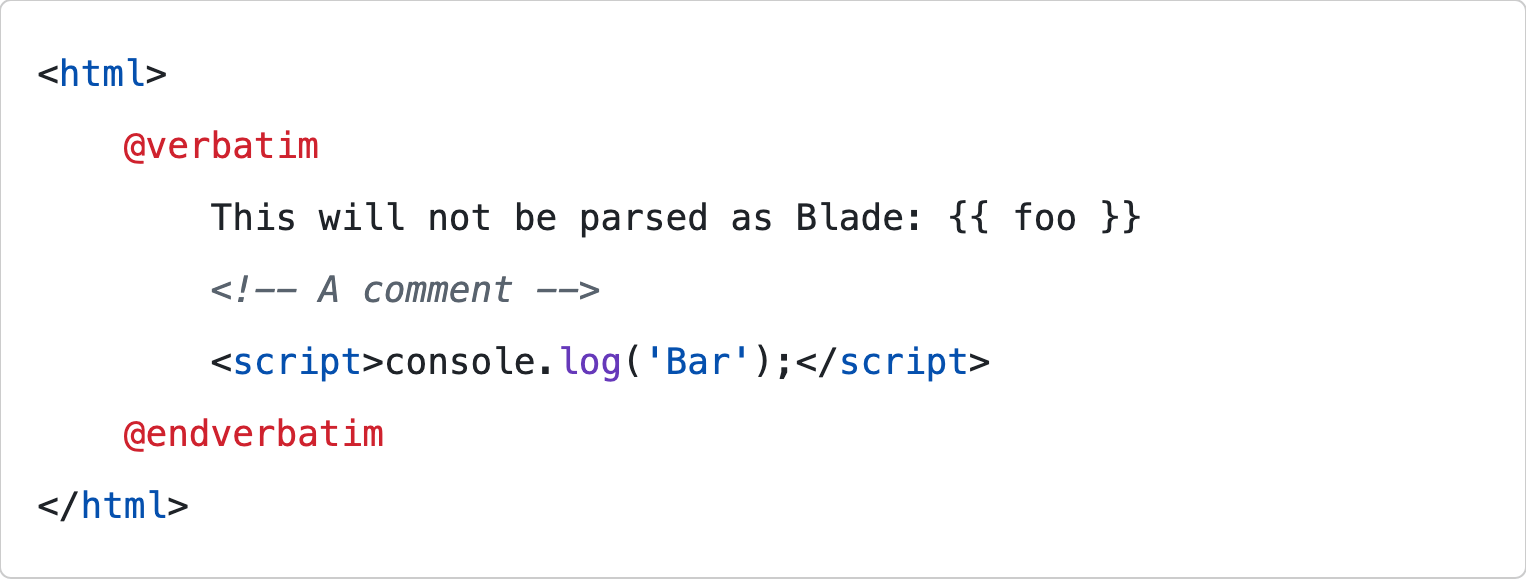 <html>
    @verbatim
        This will not be parsed as Blade: {{ foo }}
        <!-- A comment -->
        <script>console.log('Bar');</script>
    @endverbatim
</html>